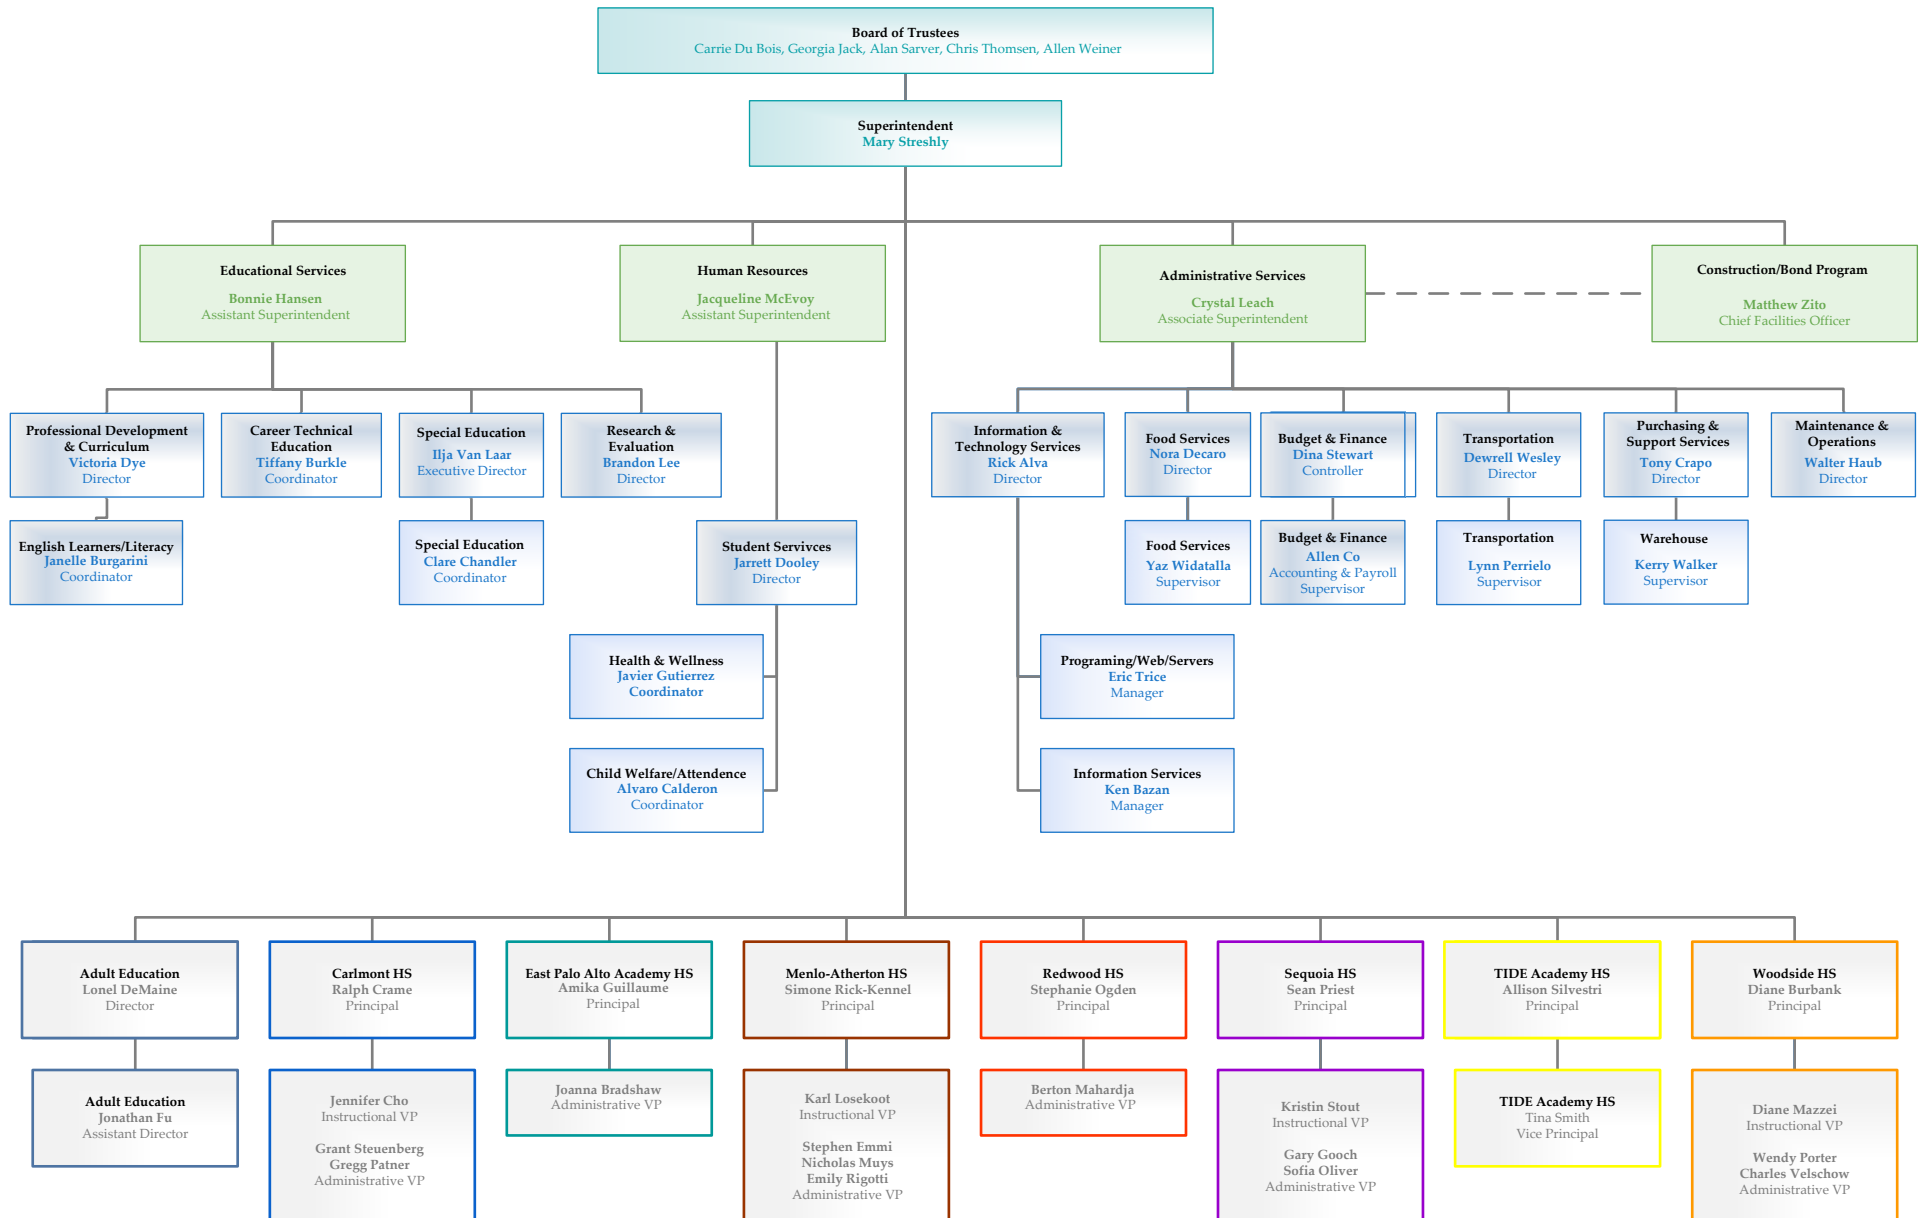 Board of Trustees
Carrie Du Bois, Georgia Jack, Alan Sarver, Chris Thomsen, Allen Weiner
Superintendent
Mary Streshly
Educational Services
Bonnie Hansen
Assistant Superintendent
Human Resources
Jacqueline McEvoy
Assistant Superintendent
Administrative Services
Crystal Leach
Associate Superintendent
Construction/Bond Program
Matthew Zito
Chief Facilities Officer
Professional Development
& Curriculum
Victoria Dye
Director
Career Technical
Education
Tiffany Burkle
Coordinator
Special Education
Ilja Van Laar
Executive Director
Research &
Evaluation
Brandon Lee
Director
Information &
Technology Services
Rick Alva
Director
Food Services
Nora Decaro
Director
Budget & Finance
Dina Stewart
Controller
Transportation
Dewrell Wesley
Director
Purchasing &
Support Services
Tony Crapo
Director
Maintenance &
Operations
Walter Haub
Director
English Learners/Literacy
Janelle Burgarini
Coordinator
Special Education
Clare Chandler
Coordinator
Student Servivces
Jarrett Dooley
Director
Food Services
Yaz Widatalla
Supervisor
Budget & Finance
Allen Co
Accounting & Payroll
Supervisor
Transportation
Lynn Perrielo
Supervisor
Warehouse
Kerry Walker
Supervisor
Health & Wellness
Javier Gutierrez
Coordinator
Programing/Web/Servers
Eric Trice
Manager
Child Welfare/Attendence
Alvaro Calderon
Coordinator
Information Services
Ken Bazan
Manager
Adult Education
Lonel DeMaine
Director
Carlmont HS
Ralph Crame
Principal
East Palo Alto Academy HS
Amika Guillaume
Principal
Menlo-Atherton HS
Simone Rick-Kennel
Principal
Redwood HS
Stephanie Ogden
Principal
Sequoia HS
Sean Priest
Principal
TIDE Academy HS
Allison Silvestri
Principal
Woodside HS
Diane Burbank
Principal
Adult Education
Jonathan Fu
Assistant Director
Jennifer Cho
Instructional VP
Grant Steuenberg
Gregg Patner
Administrative VP
Joanna Bradshaw
Administrative VP
Karl Losekoot
Instructional VP
Stephen Emmi
Nicholas Muys
Emily Rigotti
Administrative VP
Berton Mahardja
Administrative VP
Kristin Stout
Instructional VP
Gary Gooch
Sofia Oliver
Administrative VP
TIDE Academy HS
Tina Smith
Vice Principal
Diane Mazzei
Instructional VP
Wendy Porter
Charles Velschow
Administrative VP